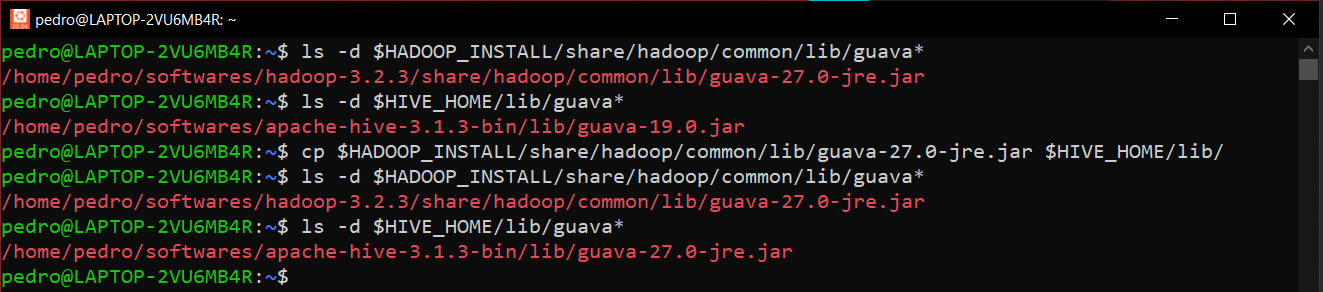 pedro@LAPTOP-2VU6MB4R: ~
pedro@LAPTOP-2VU6MB4R:~$ ls -d $HADOOP_INSTALL/share/hadoop/common/lib/guava*
/home/pedro/softwares/hadoop-3.2.3/share/hadoop/common/lib/guava-27.0-jre.jar
pedro@LAPTOP-2VU6MB4R:~$ ls -d $HIVE_HOME/lib/guava*
/home/pedro/softwares/apache-hive-3.1.3-bin/lib/guava-19.0.jar
pedro@LAPTOP-2VU6MB4R:~$ cp $HADOOP_INSTALL/share/hadoop/common/lib/guava-27.0-jre.jar $HIVE_HOME/lib/
pedro@LAPTOP-2VU6MB4R:~$ ls -d $HADOOP_INSTALL/share/hadoop/common/lib/guava*
/home/pedro/softwares/hadoop-3.2.3/share/hadoop/common/lib/guava-27.0-jre.jar
pedro@LAPTOP-2VU6MB4R:~$ ls -d $HIVE_HOME/lib/guava*
/home/pedro/softwares/apache-hive-3.1.3-bin/lib/guava-27.0-jre.jar
pedro@LAPTOP-2VU6MB4R:~$